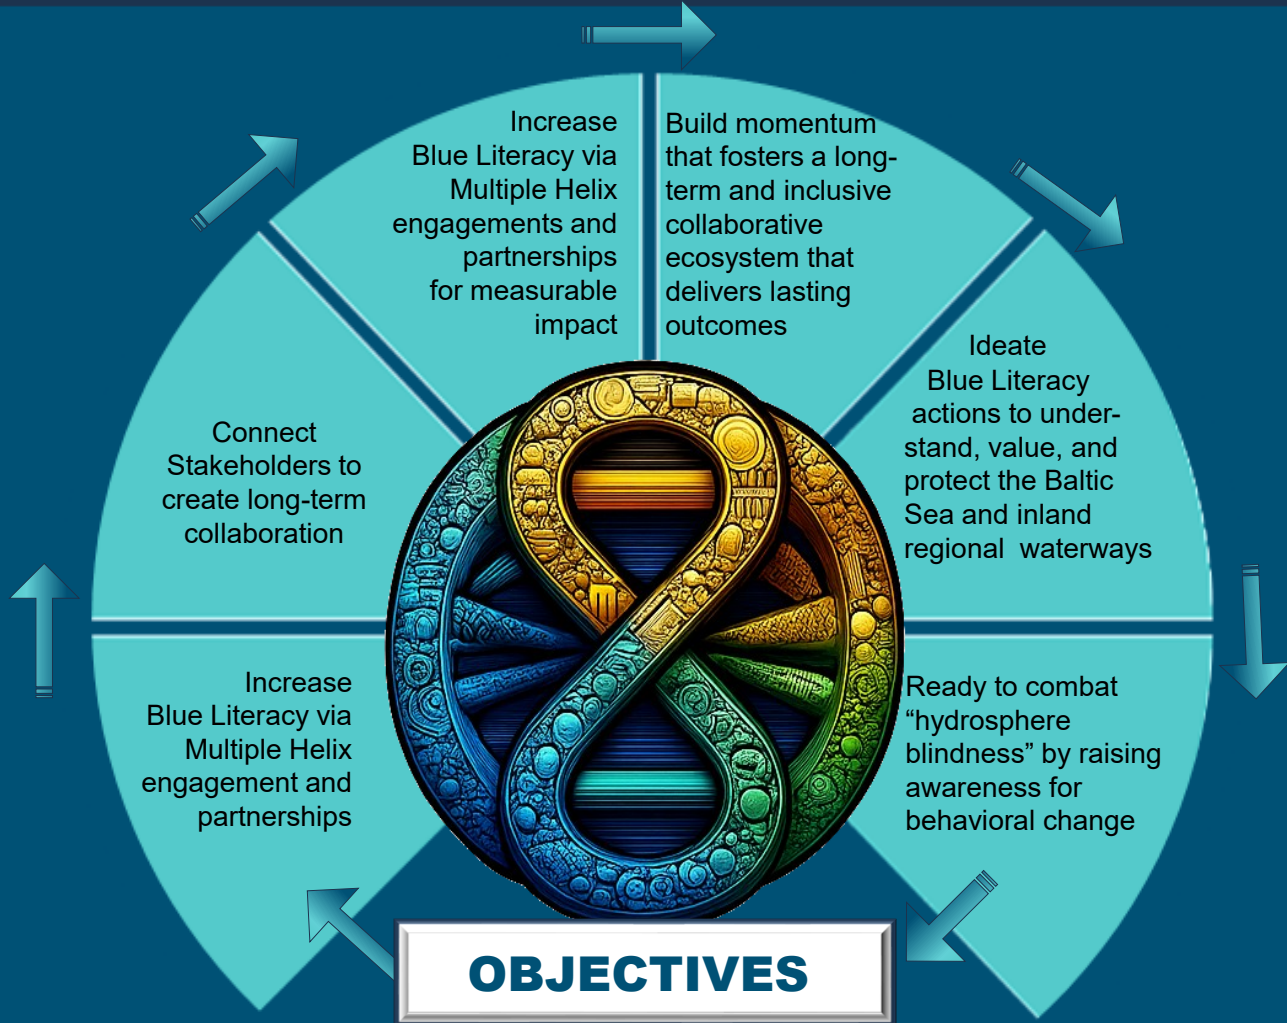 Increase
Blue Literacy via
Multiple Helix
engagements and
partnerships
for measurable
impact
Build momentum
that fosters a long-
term and inclusive
collaborative
ecosystem that
delivers lasting
outcomes
Ideate
Blue Literacy
actions to under-
stand, value, and
protect the Baltic
Sea and inland
regional waterways
Connect
Stakeholders to
create long-term
collaboration
Increase
Blue Literacy via
Multiple Helix
engagement and
partnerships
Ready to combat
“hydrosphere
blindness” by raising
awareness for
behavioral change
OBJECTIVES